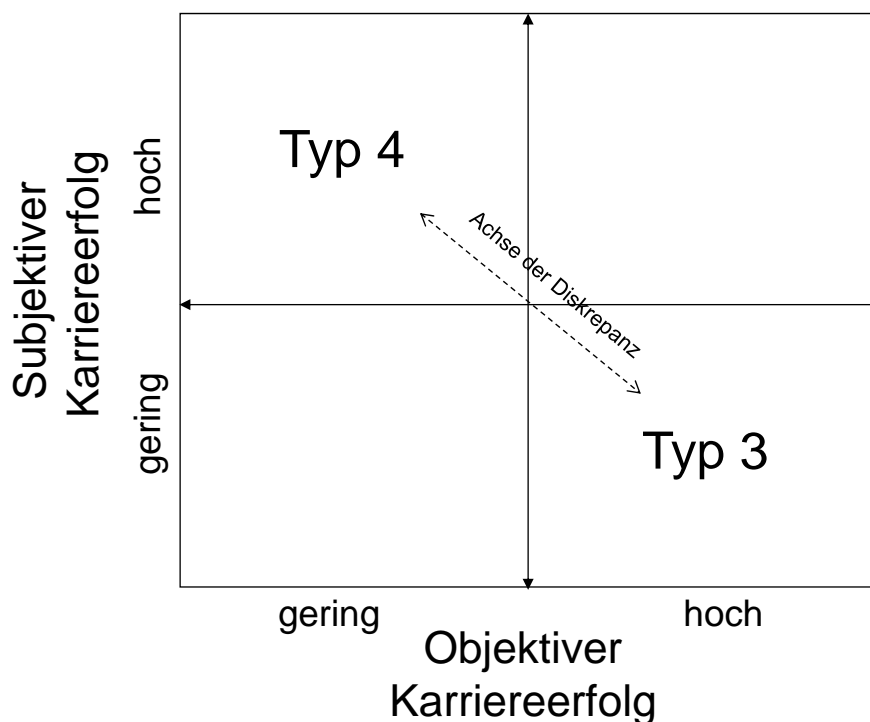 Subjektiver
Karriereerfolg
hoch
gering
Typ 4
Achse der Diskrepanz
Typ 3
gering
hoch
Objektiver
Karriereerfolg